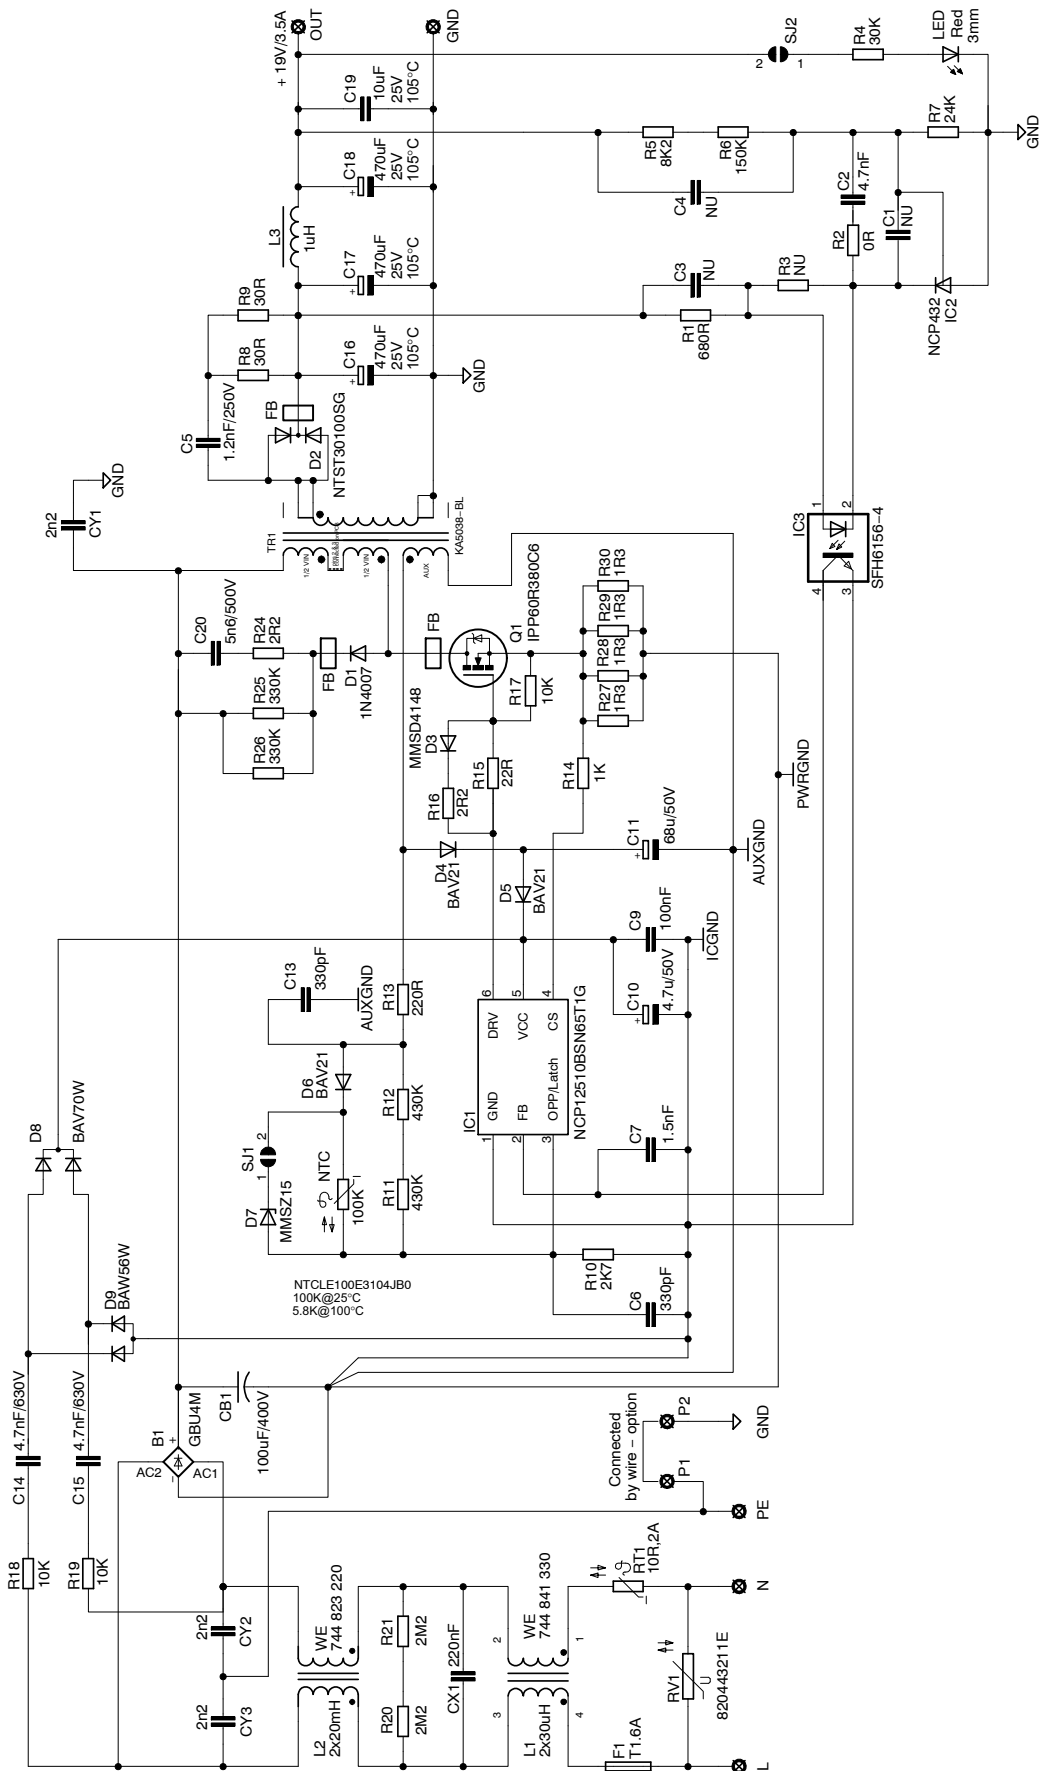 + 19V/3.5A
OUT
GND
C19
10uF
25V
105°C
SJ2
2
1
R4
30K
LED
Red
3mm
C18
470uF
25V
105°C
+
L3
1uH
C17
470uF
25V
105°C
+
C16
470uF
25V
105°C
+
GND
R5
8K2
R6
150K
C4
NU
R7
24K
GND
C2
4.7nF
R2
0R
C1
NU
R3
NU
C3
NU
R1
680R
NCP432
IC2
R9
30R
R8
30R
C5
1.2nF/250V
FB
D2
NTST30100SG
2n2
CY1
GND
TR1
1/2 VIN
1/2 VIN
AUX
KA5038-BL
IC3
1
2
4
3
SFH6156-4
C20
5n6/500V
R24
2R2
R25
330K
R26
330K
FB
D1
1N4007
FB
Q1
IPP60R380C6
R17
10K
R30
1R3
R29
1R3
R28
1R3
R27
1R3
MMSD4148
D3
R16
2R2
R15
22R
R14
1K
PWRGND
D4
BAV21
D5
BAV21
C11
68u/50V
+
AUXGND
C9
100nF
C10
4.7u/50V
+
ICGND
C13
330pF
AUXGND
R13
220R
D6
BAV21
R12
430K
R11
430K
SJ1
2
1
D7
MMSZ15
NTC
100K
IC1
GND
FB
OPP/Latch
DRV
VCC
CS
1
2
3
6
5
4
NCP12510BSN65T1G
C7
1.5nF
R10
2K7
C6
330pF
NTCLE100E3104JB0
100K@25°C
5.8K@100°C
D8
BAV70W
D9
BAW56W
C14
4.7nF/630V
C15
4.7nF/630V
R18
10K
R19
10K
B1
GBU4M
AC2
AC1
+
-
CB1
100uF/400V
Connected
by wire - option
P1
P2
GND
PE
2n2
CY2
2n2
CY3
WE
744 823 220
L2
2x20mH
R21
2M2
R20
2M2
CX1
220nF
WE
744 841 330
L1
2x30uH
2
1
3
4
RT1
10R,2A
RV1
U
820443211E
F1
T1.6A
N
L